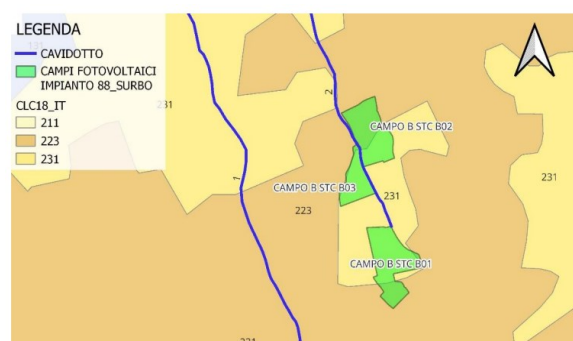 LEGENDA
CAVIDOTTO
CAMPI FOTOVOLTAICI
IMPIANTO 88_SURBO
CLC18_IT
211
223
231
231
2
CAMPO B STC B02
CAMPO B STC B03
231
231
1
223
CAMPO B STC B01
231